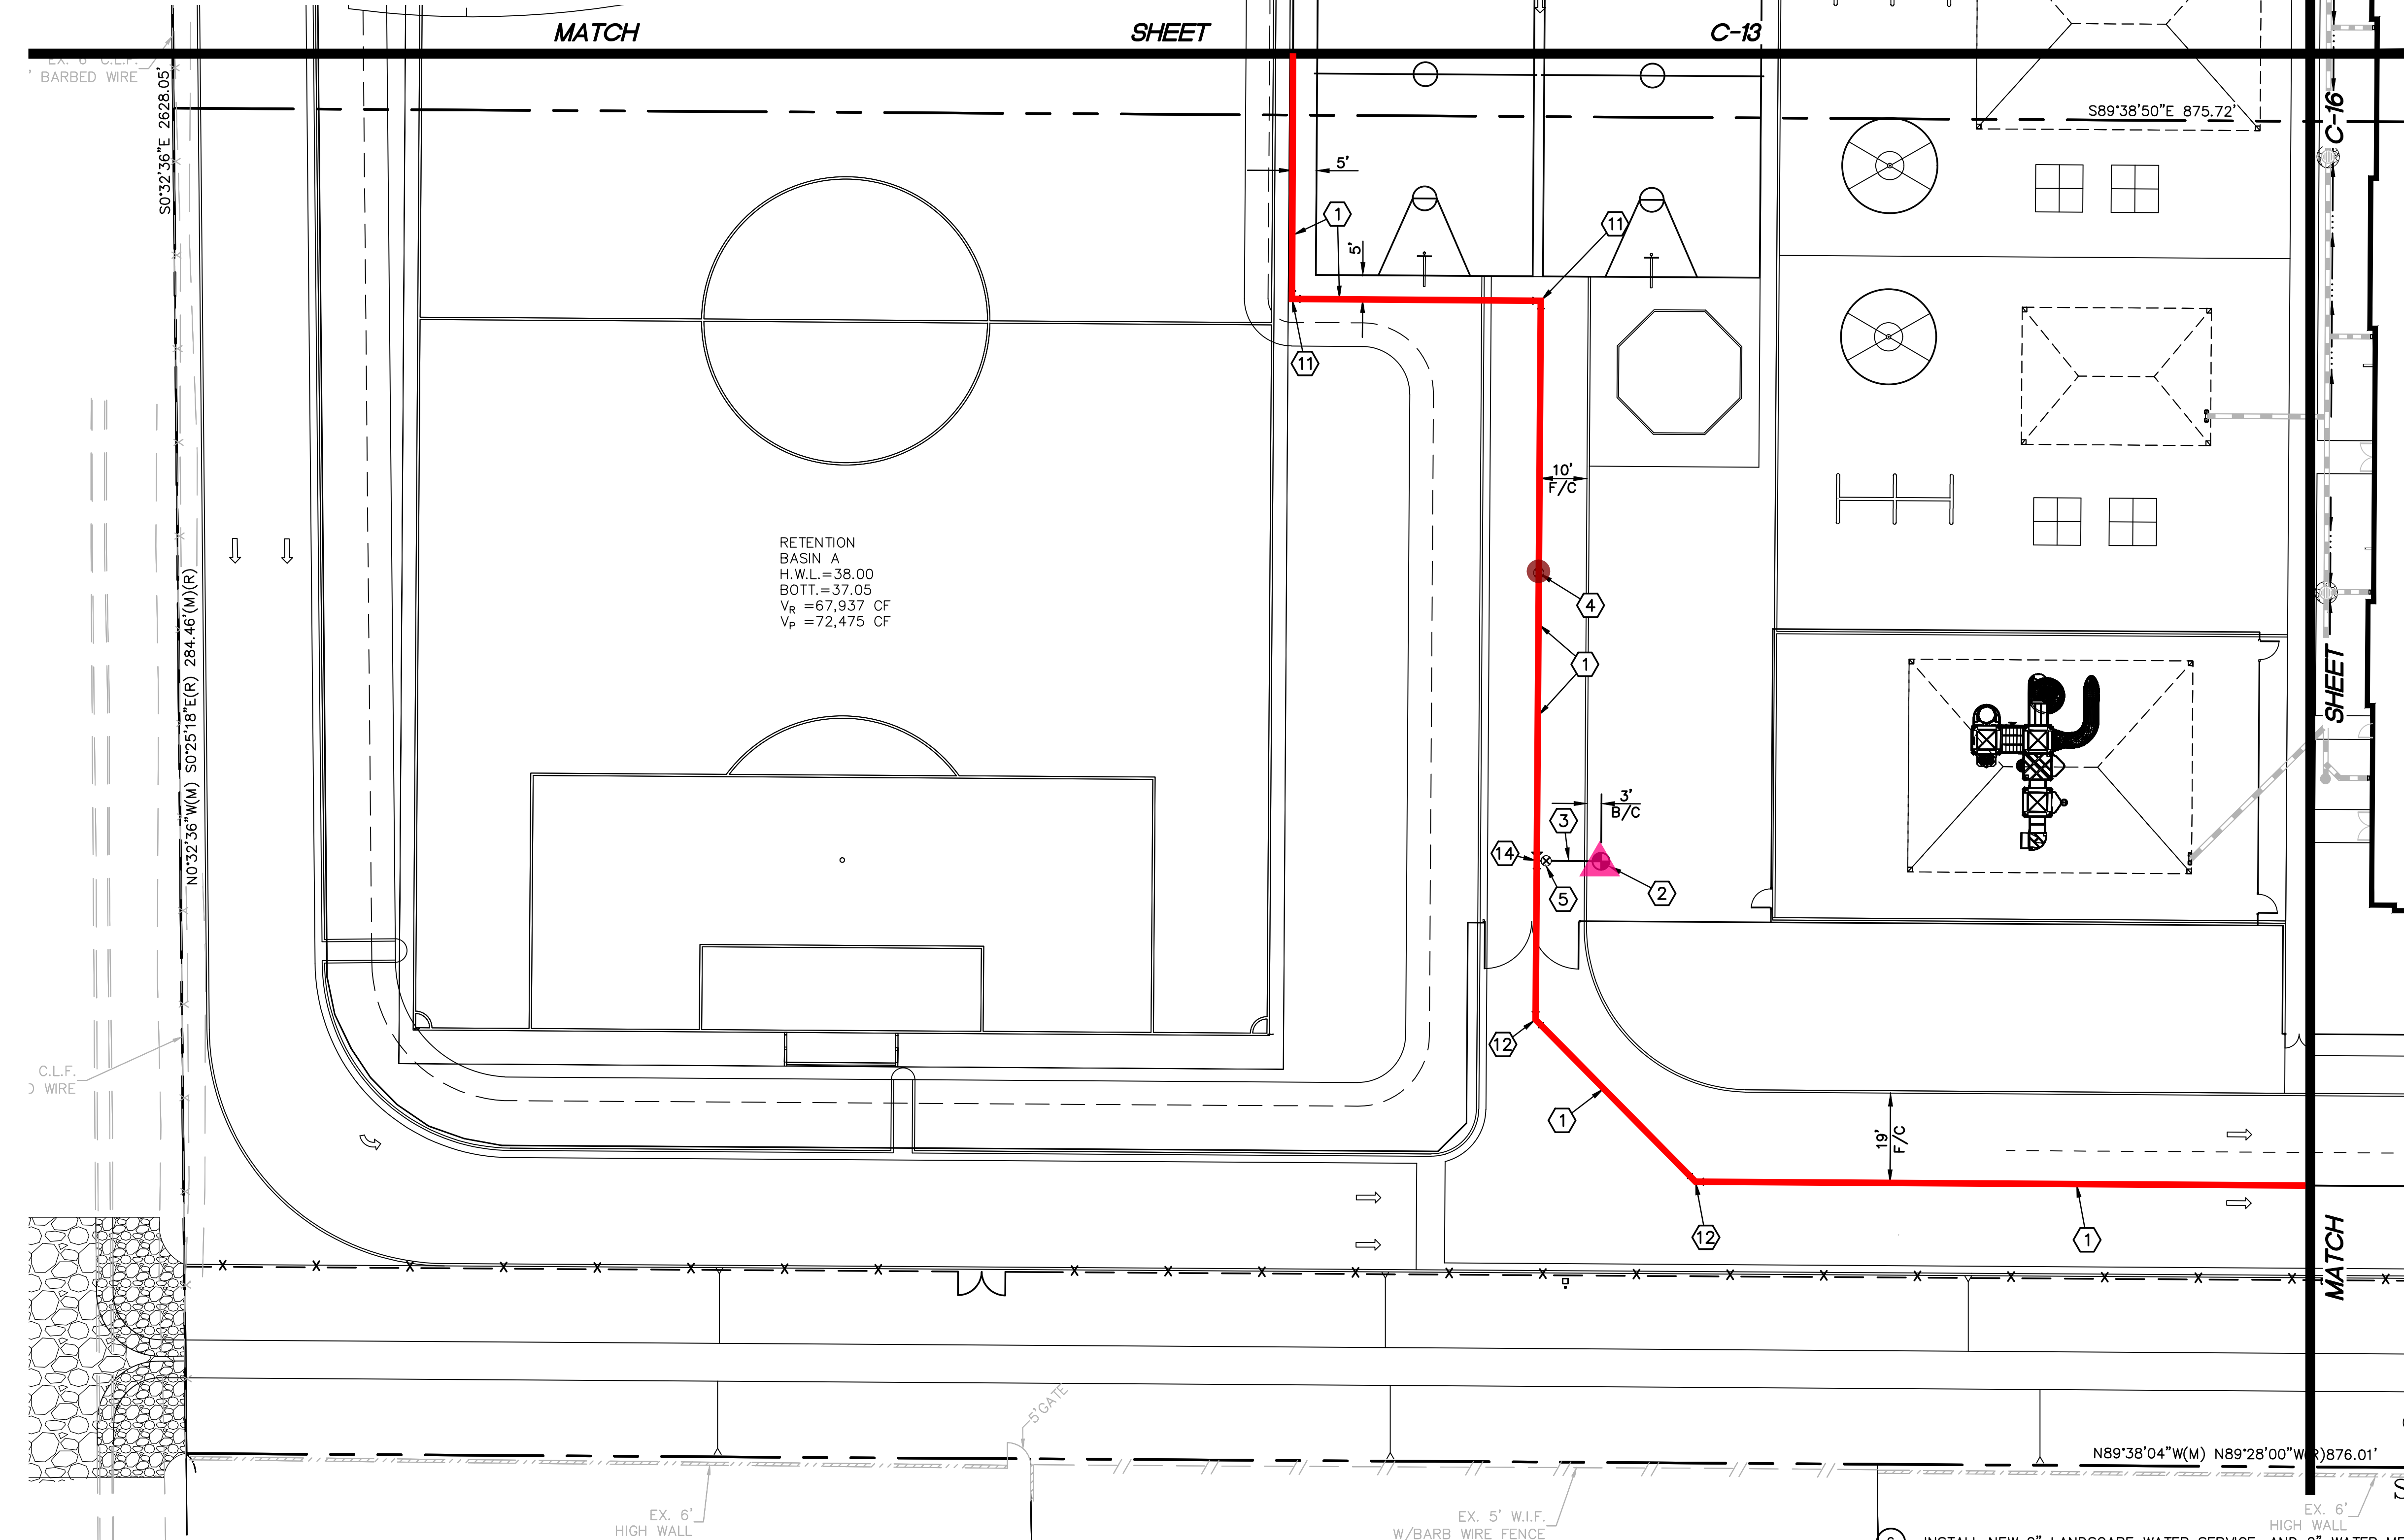 MATCH SHEET C-13
EX. 6' C.L.F.
' BARBED WIRE
S0°32'36"E 2628.05'
S89°38'50"E 875.72'
C-16
5'
1
11
5'
11
10'
F/C
RETENTION
BASIN A
H.W.L.=38.00
BOTT.=37.05
VR =67,937 CF
VP =72,475 CF
4
1
N0°32'36"W(M) S0°25'18"E(R) 284.46'(M)(R)
SHEET
3'
B/C
3
14
5
2
12
C.L.F.
D WIRE
1
19'
F/C
12
1
MATCH
5'GATE
N89°38'04"W(M) N89°28'00"W(R)876.01'
EX. 6'
HIGH WALL
EX. 5' W.I.F.
W/BARB WIRE FENCE
EX. 6'
HIGH WALL
S